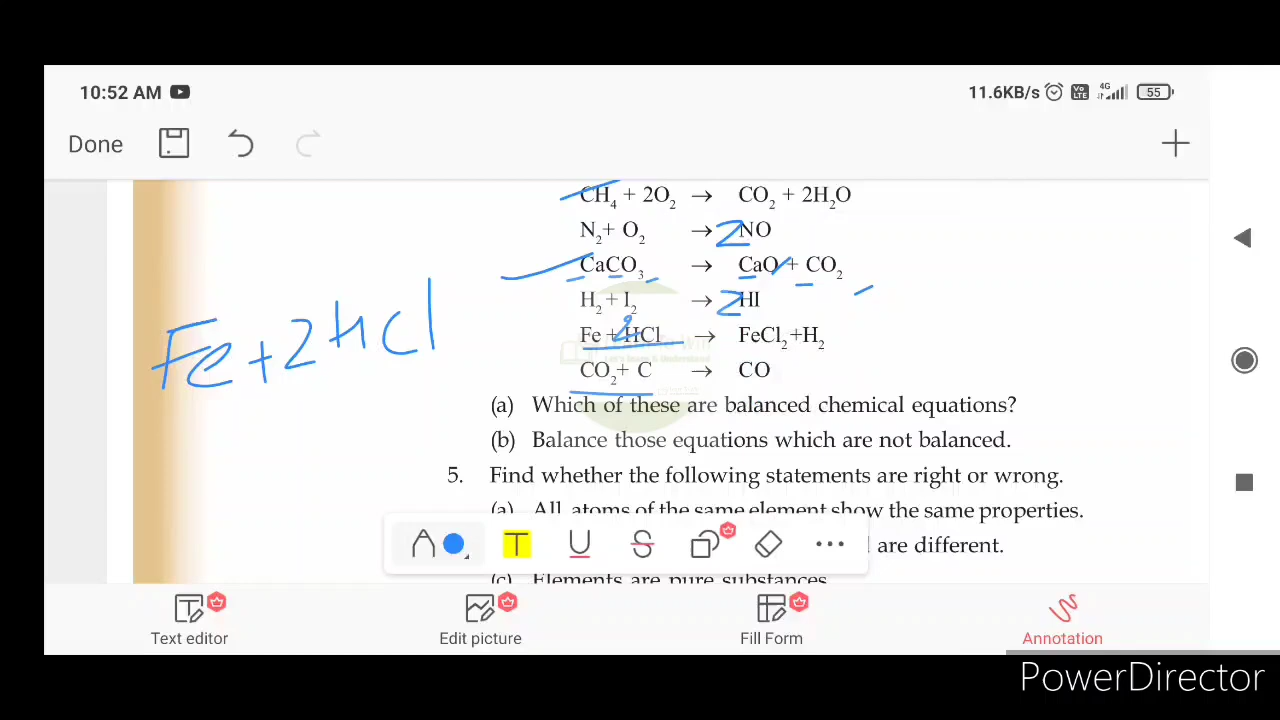 10:52 AM 11.6KB/s Vo LTE 4G 55
Done
CH₄ + 2O₂ → CO₂ + 2H₂O
N₂+ O₂ → 2NO
CaCO₃ → CaO + CO₂
H₂ + I₂ → 2HI
Fe + 2HCl → FeCl₂+H₂
Fe+2HCl
CO₂+ C → CO
(a) Which of these are balanced chemical equations?
(b) Balance those equations which are not balanced.
5. Find whether the following statements are right or wrong.
(a) All atoms of the same element show the same properties.
are different.
(c) Elements are pure substances
T U S
Text editor Edit picture Fill Form Annotation
PowerDirector